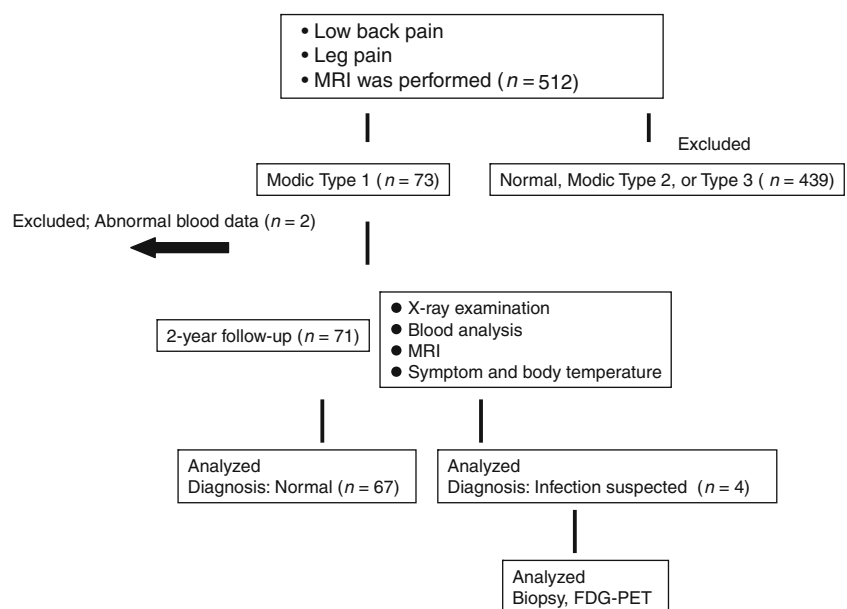 • Low back pain
• Leg pain
• MRI was performed (n = 512)
Excluded
Modic Type 1 (n = 73)
Normal, Modic Type 2, or Type 3 ( n = 439)
Excluded; Abnormal blood data (n = 2)
2-year follow-up (n = 71)
● X-ray examination
● Blood analysis
● MRI
● Symptom and body temperature
Analyzed
Diagnosis: Normal (n = 67)
Analyzed
Diagnosis: Infection suspected (n = 4)
Analyzed
Biopsy, FDG-PET